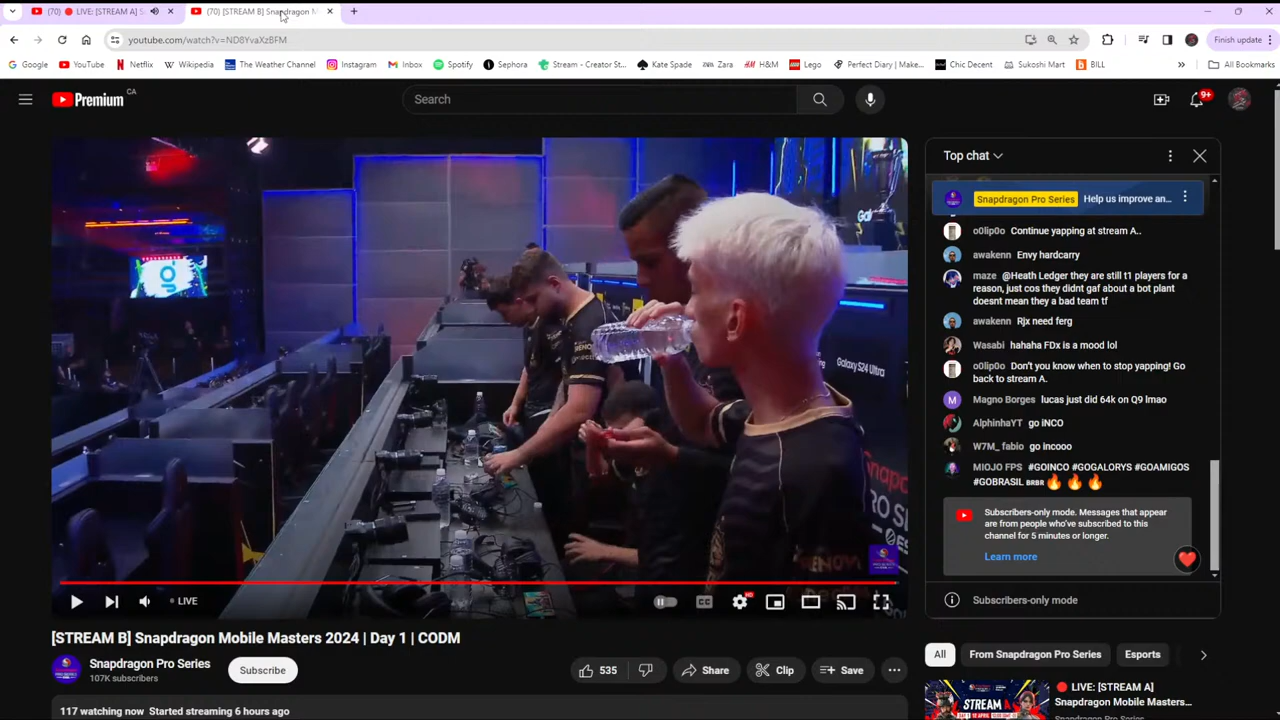 (70) 🔴 LIVE: [STREAM A] S
(70) [STREAM B] Snapdragon M
youtube.com/watch?v=ND8YvaXzBFM
Finish update
Google YouTube Netflix Wikipedia The Weather Channel Instagram Inbox Spotify Sephora Stream - Creator St... Kate Spade Zara H&M Lego Perfect Diary | Make... Chic Decent Sukoshi Mart BILL » All Bookmarks
Premium CA
Search
9+
Top chat
Snapdragon Pro Series Help us improve an...
o0lip0o Continue yapping at stream A..
awakenn Envy hardcarry
maze @Heath Ledger they are still t1 players for a
reason, just cos they didnt gaf about a bot plant
doesnt mean they a bad team tf
awakenn Rjx need ferg
Wasabi hahaha FDx is a mood lol
o0lip0o Don't you know when to stop yapping! Go
back to stream A.
M Magno Borges lucas just did 64k on Q9 lmao
AlphinhaYT go iNCO
W7M_ fabio go incooo
MIOJO FPS #GOINCO #GOGALORYS #GOAMIGOS
#GOBRASIL BRBR 🔥 🔥 🔥
Subscribers-only mode. Messages that appear
are from people who've subscribed to this
channel for 5 minutes or longer.
Learn more
Subscribers-only mode
Galaxy S24 Ultra
LIVE
CC
HD
[STREAM B] Snapdragon Mobile Masters 2024 | Day 1 | CODM
Snapdragon Pro Series
107K subscribers
Subscribe
535
Share
Clip
Save
117 watching now Started streaming 6 hours ago
All
From Snapdragon Pro Series
Esports
🔴 LIVE: [STREAM A]
Snapdragon Mobile Masters...
Snapdragon Pro Series